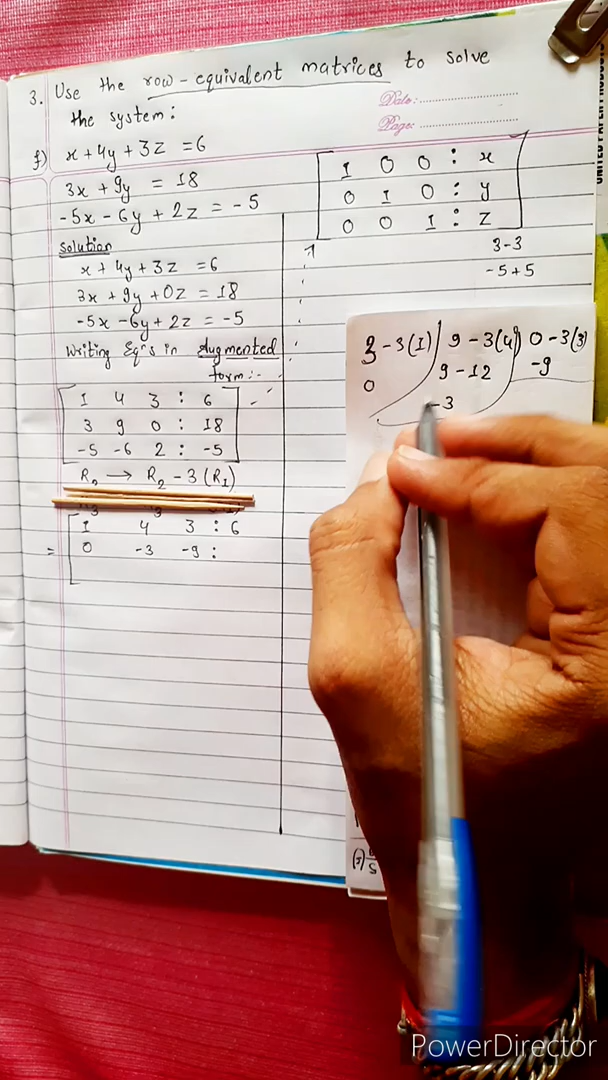 3. Use the row-equivalent matrices to solve
the system:
Date:
Page:
f) x + 4y + 3z = 6
3x + 9y = 18
-5x - 6y + 2z = -5
Solution
x + 4y + 3z = 6
3x + 9y + 0z = 18
-5x - 6y + 2z = -5
Writing Eqns in Augmented
form:-
1 4 3 : 6
3 9 0 : 18
-5 -6 2 : -5
R2 → R2 - 3(R1)
= 1 4 3 : 6
0 -3 -9 :
1 0 0 : x
0 1 0 : y
0 0 1 : z
3-3
-5+5
3-3(1) 9-3(4) 0-3(3)
0 9-12 -9
-3
PowerDirector